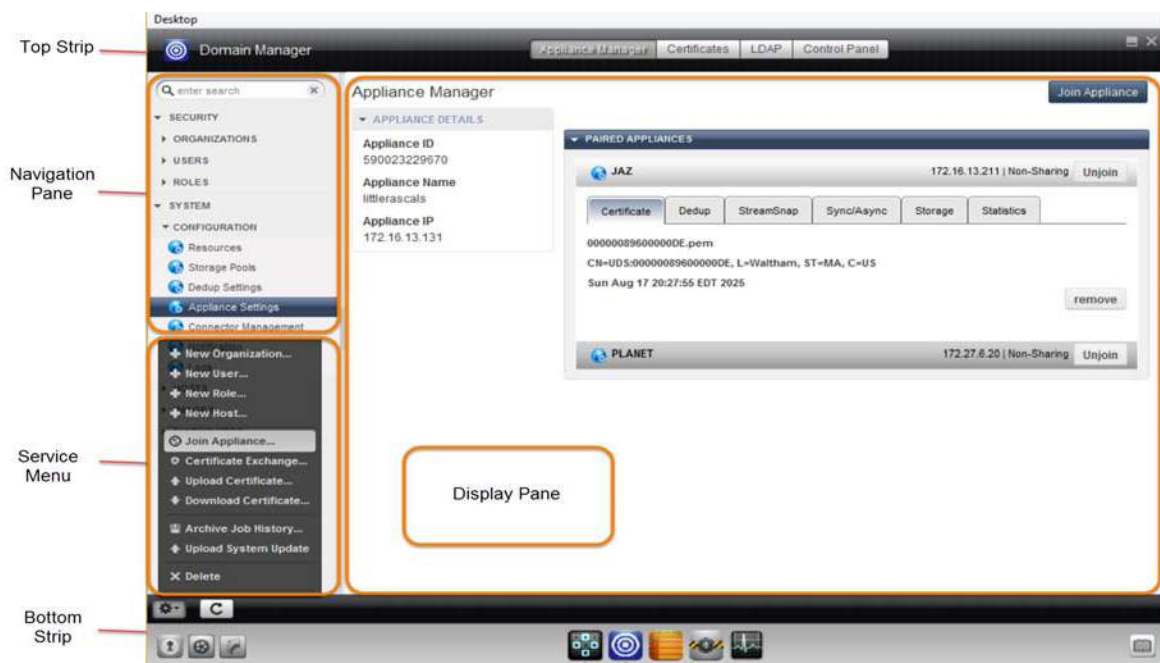 Desktop
Top Strip
Domain Manager
Appliance Manager
Certificates
LDAP
Control Panel
enter search
SECURITY
ORGANIZATIONS
USERS
ROLES
SYSTEM
CONFIGURATION
Resources
Storage Pools
Dedup Settings
Appliance Settings
Connector Management
Navigation
Pane
Appliance Manager
Join Appliance
APPLIANCE DETAILS
Appliance ID
590023229670
Appliance Name
littlerascals
Appliance IP
172.16.13.131
PAIRED APPLIANCES
JAZ
172.16.13.211 | Non-Sharing
Unjoin
Certificate
Dedup
StreamSnap
Sync/Async
Storage
Statistics
00000089600000DE.pem
CN=UDS:00000089600000DE, L=Waltham, ST=MA, C=US
Sun Aug 17 20:27:55 EDT 2025
remove
PLANET
172.27.6.20 | Non-Sharing
Unjoin
New Organization...
New User...
New Role...
New Host...
Join Appliance...
Certificate Exchange...
Upload Certificate...
Download Certificate...
Archive Job History...
Upload System Update
Delete
Service
Menu
Display Pane
Bottom
Strip